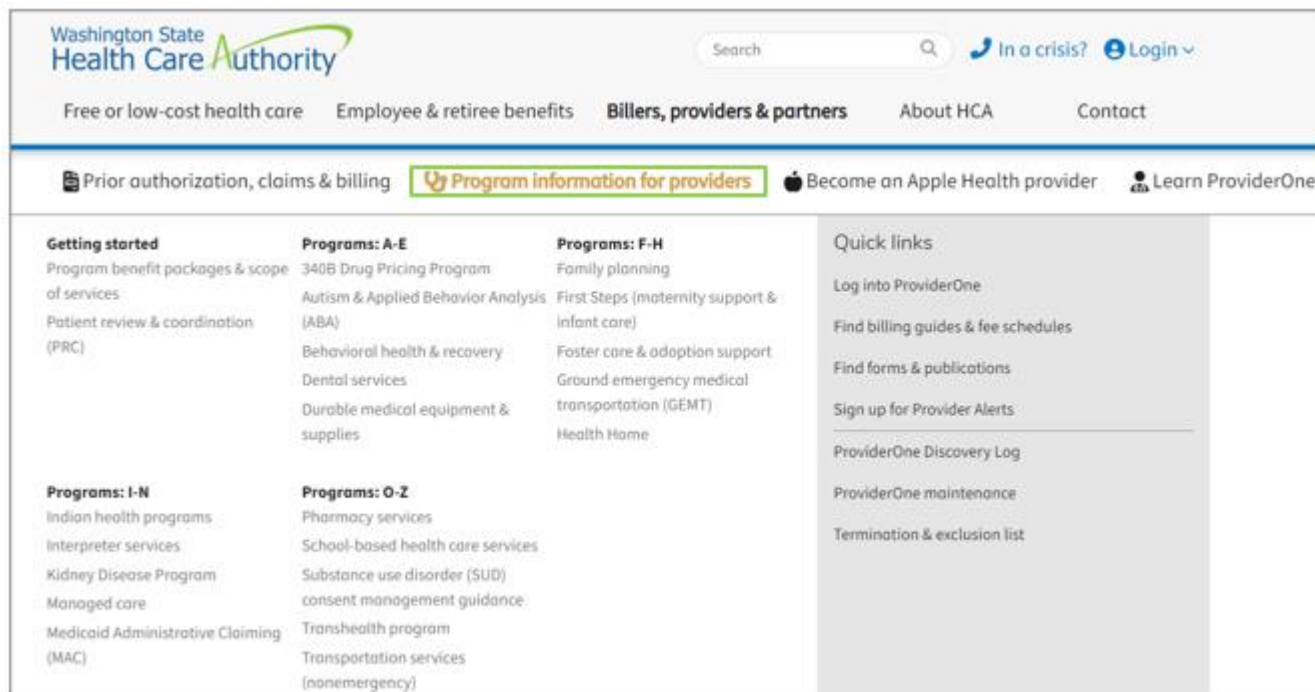 Washington State
Health Care Authority
Search
In a crisis?
Login
Free or low-cost health care
Employee & retiree benefits
Billers, providers & partners
About HCA
Contact
Prior authorization, claims & billing
Program information for providers
Become an Apple Health provider
Learn ProviderOne
Getting started
Program benefit packages & scope
of services
Patient review & coordination
(PRC)
Programs: A-E
340B Drug Pricing Program
Autism & Applied Behavior Analysis
(ABA)
Behavioral health & recovery
Dental services
Durable medical equipment &
supplies
Programs: F-H
Family planning
First Steps (maternity support &
infant care)
Foster care & adoption support
Ground emergency medical
transportation (GEMT)
Health Home
Programs: I-N
Indian health programs
Interpreter services
Kidney Disease Program
Managed care
Medicaid Administrative Claiming
(MAC)
Programs: O-Z
Pharmacy services
School-based health care services
Substance use disorder (SUD)
consent management guidance
Transhealth program
Transportation services
(nonemergency)
Quick links
Log into ProviderOne
Find billing guides & fee schedules
Find forms & publications
Sign up for Provider Alerts
ProviderOne Discovery Log
ProviderOne maintenance
Termination & exclusion list